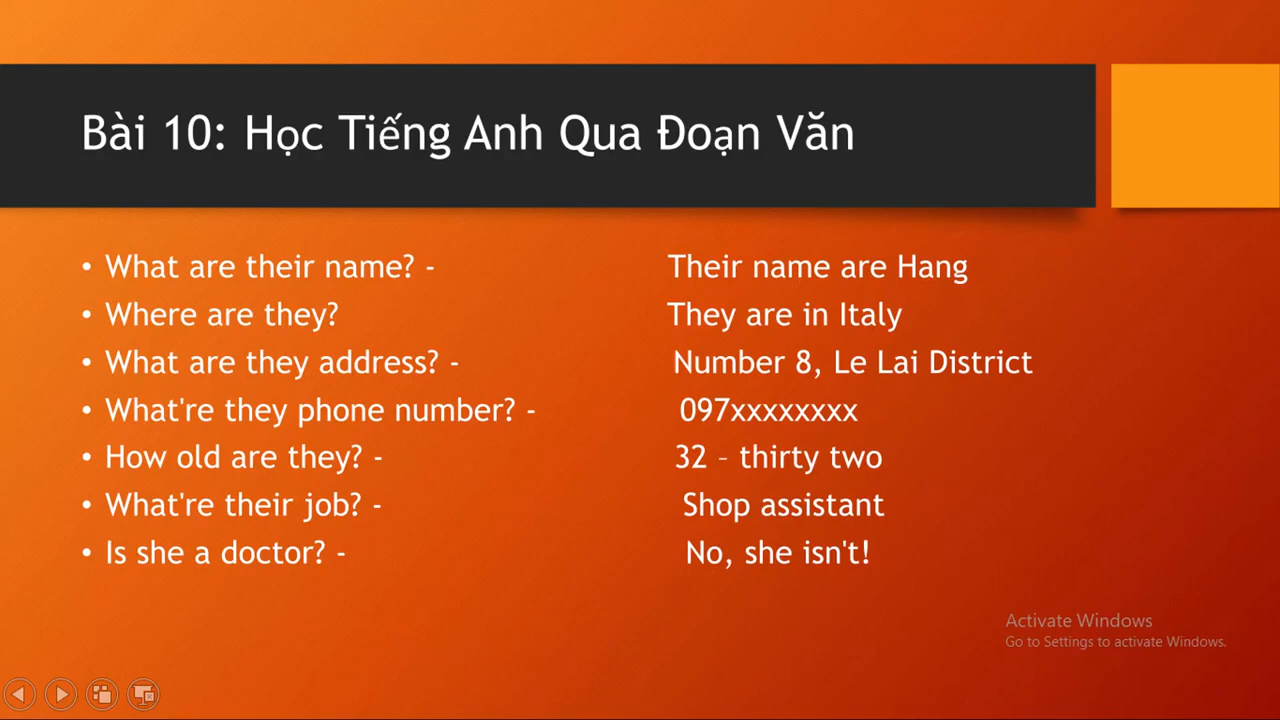 Bài 10: Học Tiếng Anh Qua Đoạn Văn
• What are their name? - Their name are Hang
• Where are they? They are in Italy
• What are they address? - Number 8, Le Lai District
• What're they phone number? - 097xxxxxxxx
• How old are they? - 32 – thirty two
• What're their job? - Shop assistant
• Is she a doctor? - No, she isn't!
Activate Windows
Go to Settings to activate Windows.